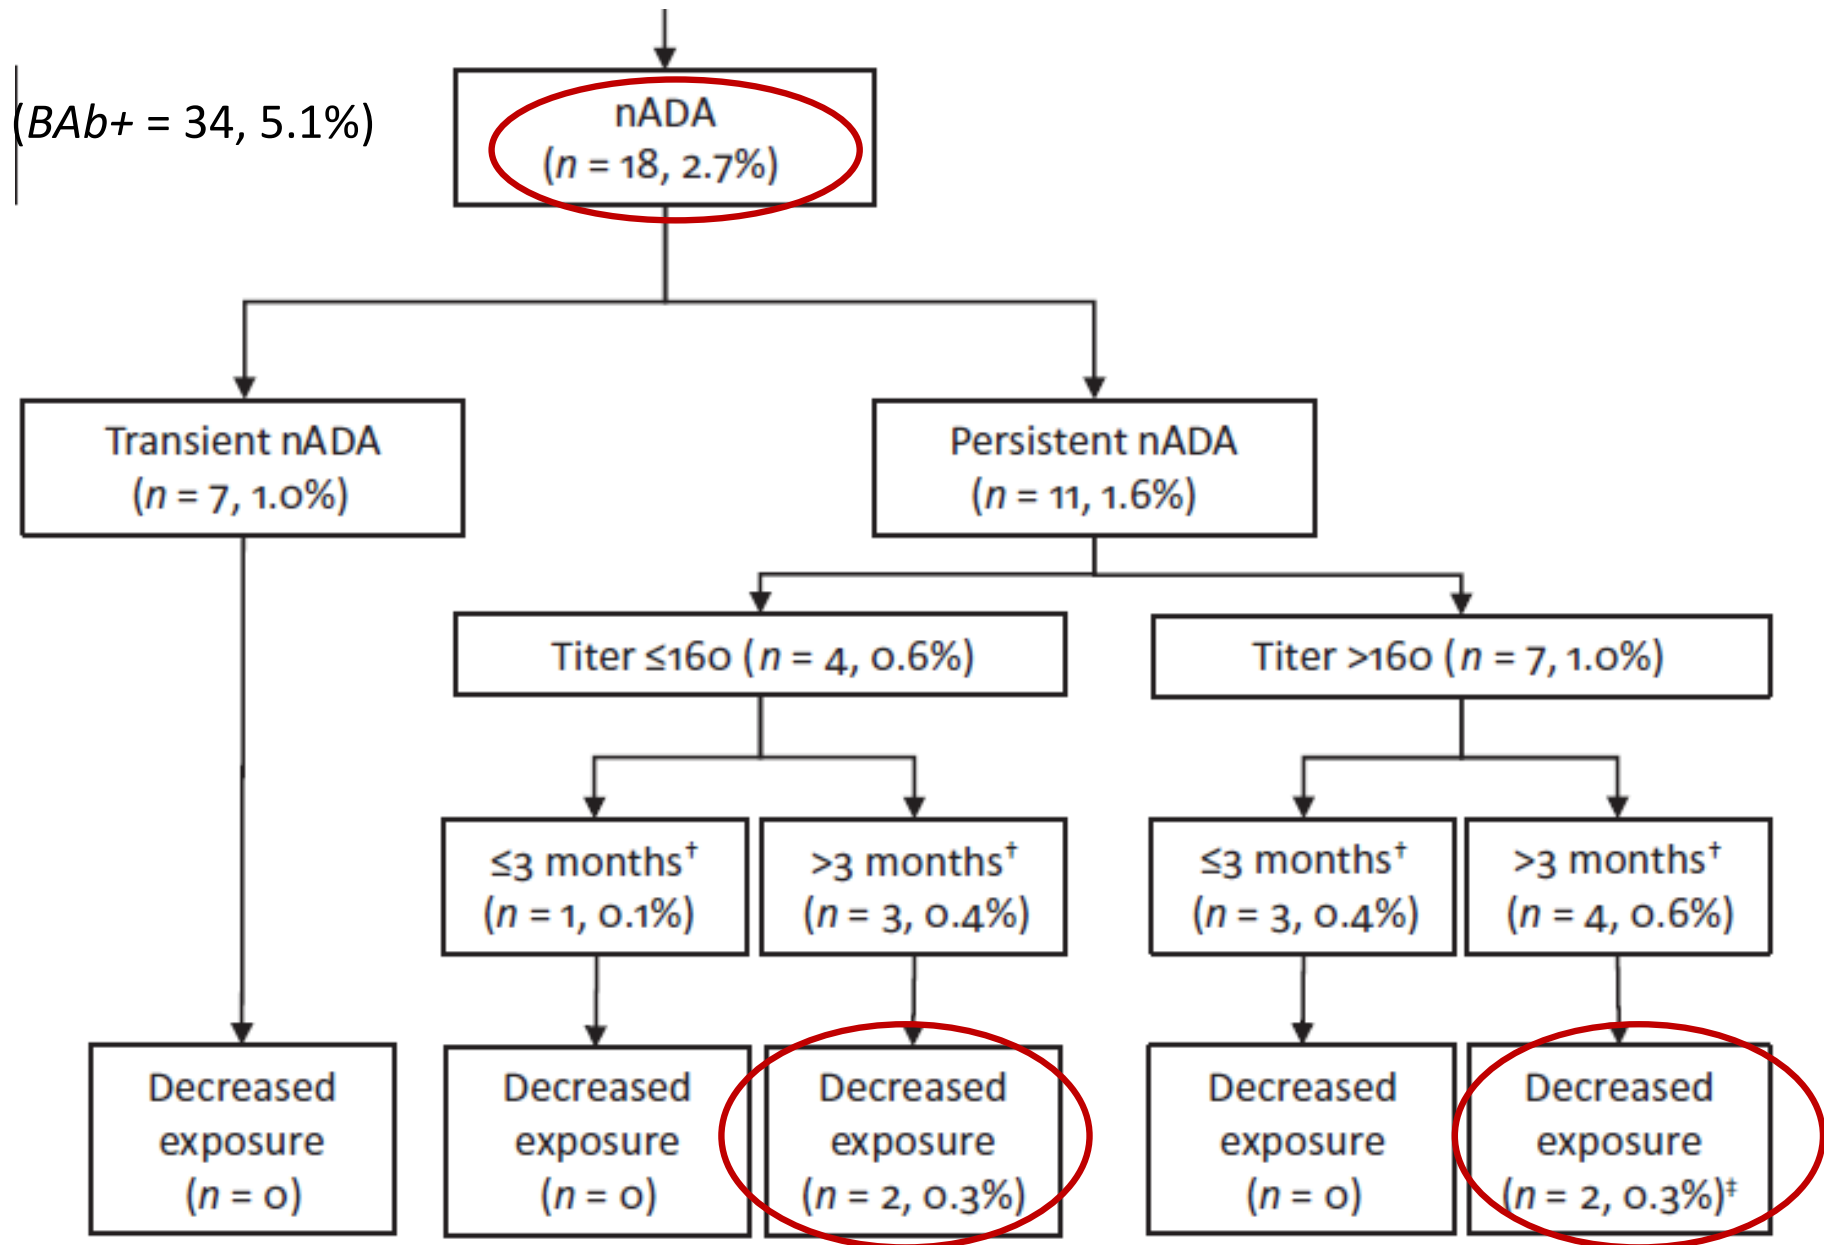 (BAb+ = 34, 5.1%)
nADA
(n = 18, 2.7%)
Transient nADA
(n = 7, 1.0%)
Persistent nADA
(n = 11, 1.6%)
Titer ≤160 (n = 4, 0.6%)
Titer >160 (n = 7, 1.0%)
≤3 months†
(n = 1, 0.1%)
>3 months†
(n = 3, 0.4%)
≤3 months†
(n = 3, 0.4%)
>3 months†
(n = 4, 0.6%)
Decreased
exposure
(n = 0)
Decreased
exposure
(n = 0)
Decreased
exposure
(n = 2, 0.3%)
Decreased
exposure
(n = 0)
Decreased
exposure
(n = 2, 0.3%)‡